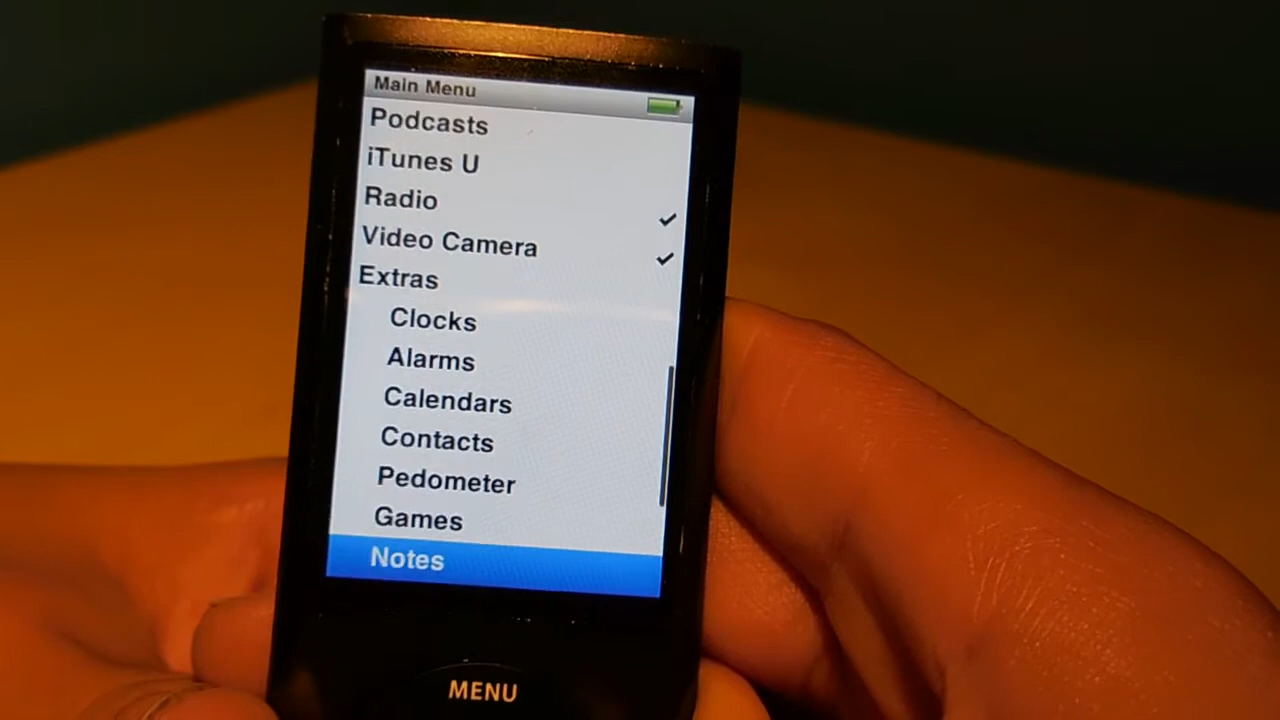 Main Menu
Podcasts
iTunes U
Radio
Video Camera
Extras
Clocks
Alarms
Calendars
Contacts
Pedometer
Games
Notes
MENU